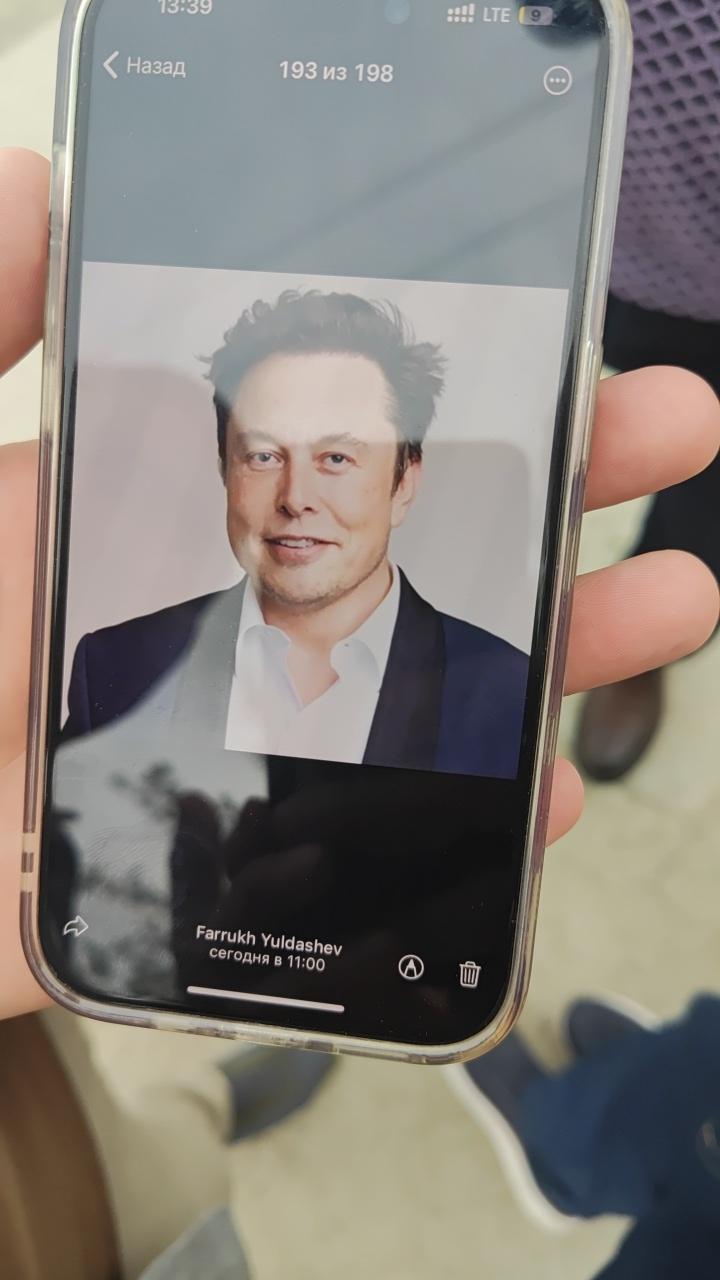 13:39
LTE 9
Назад
193 из 198
Farrukh Yuldashev
сегодня в 11:00